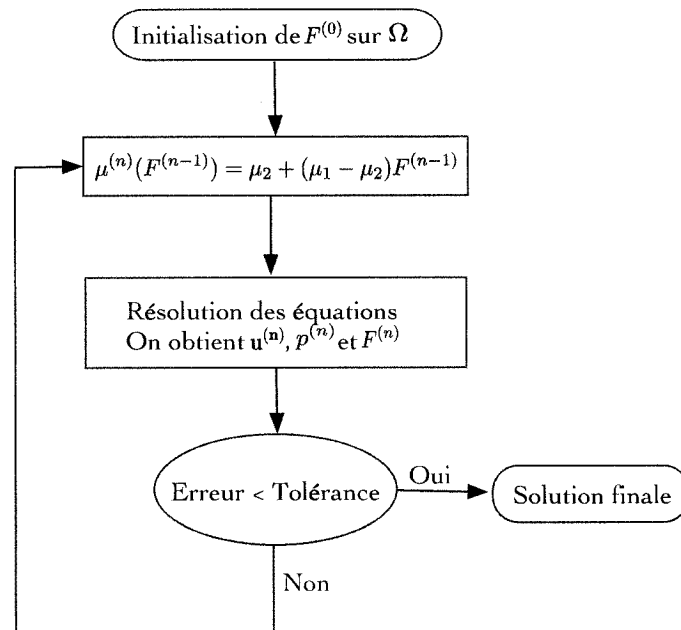 Initialisation de F^(0) sur Ω
μ^(n)(F^(n−1)) = μ₂ + (μ₁ − μ₂)F^(n−1)
Résolution des équations
On obtient u^(n), p^(n) et F^(n)
Erreur < Tolérance
Oui
Solution finale
Non